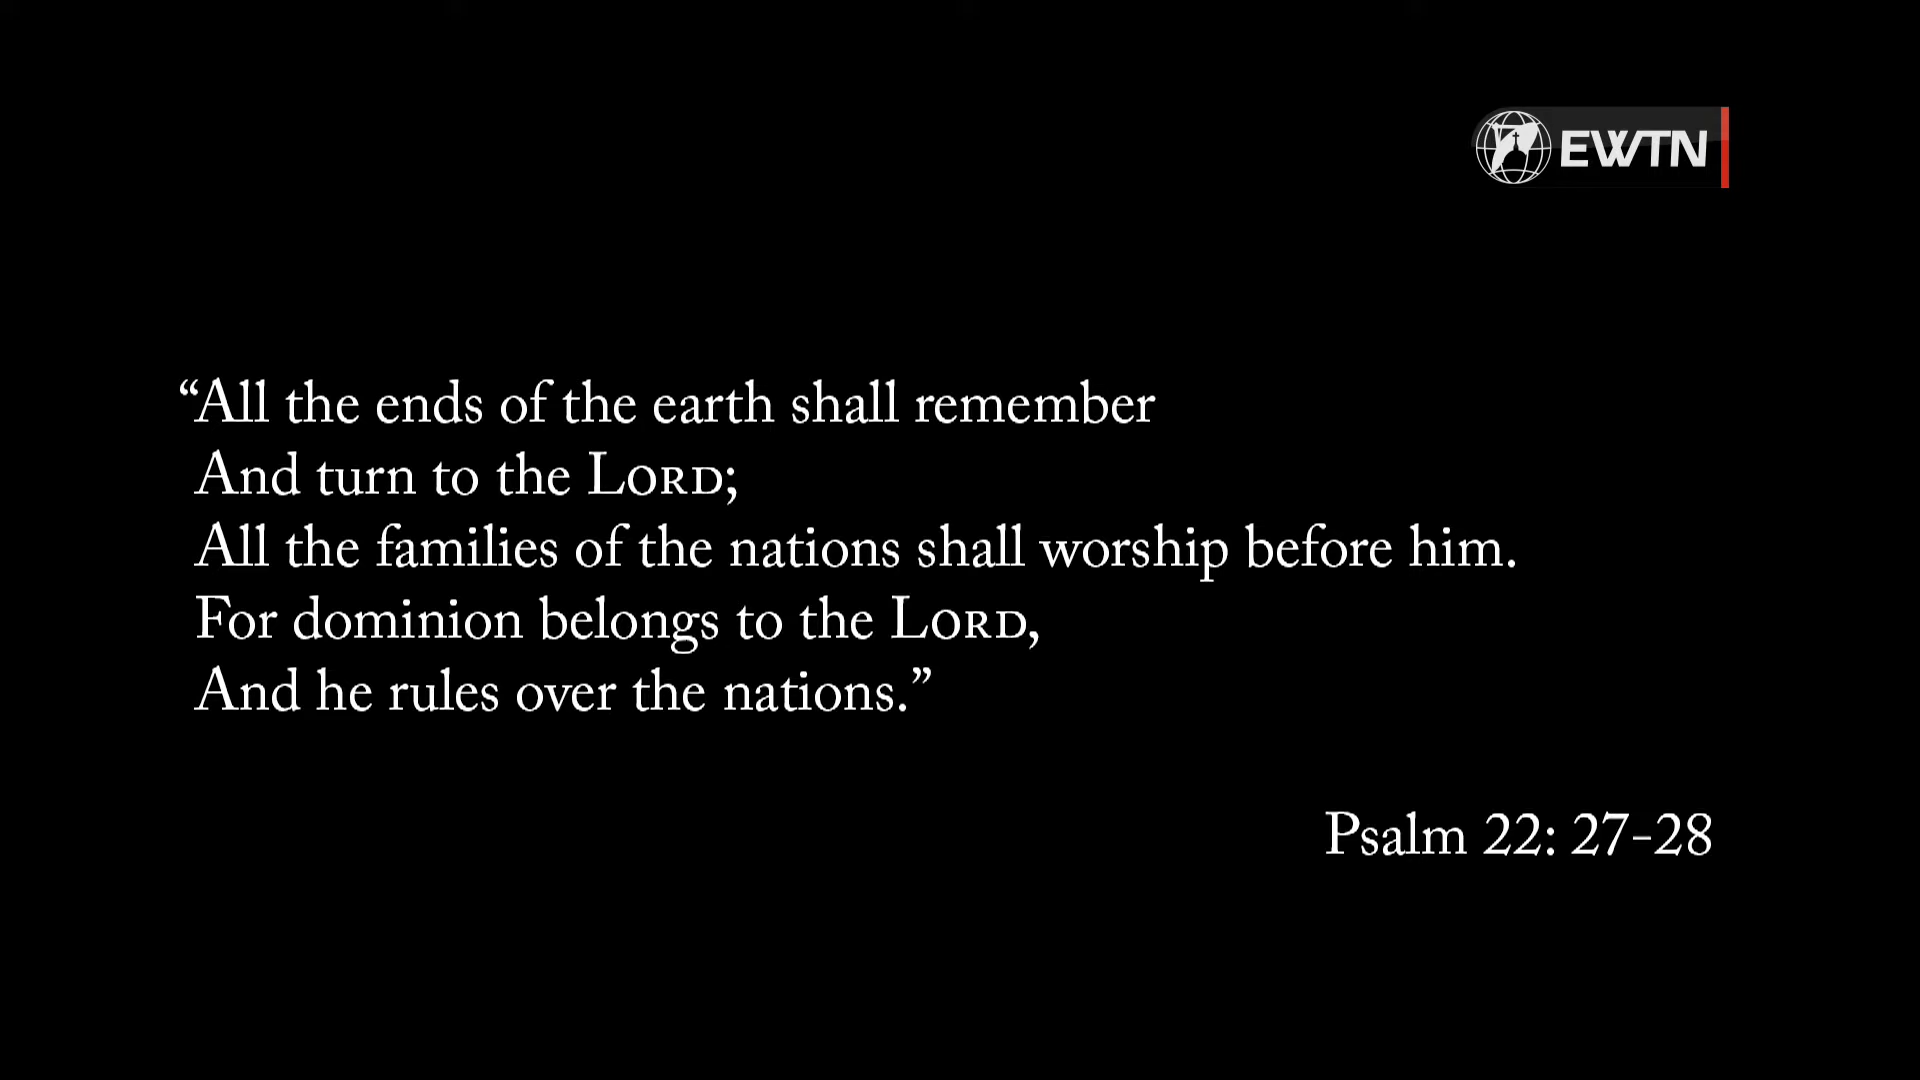 EWTN
“All the ends of the earth shall remember
And turn to the LORD;
All the families of the nations shall worship before him.
For dominion belongs to the LORD,
And he rules over the nations.”
Psalm 22: 27-28